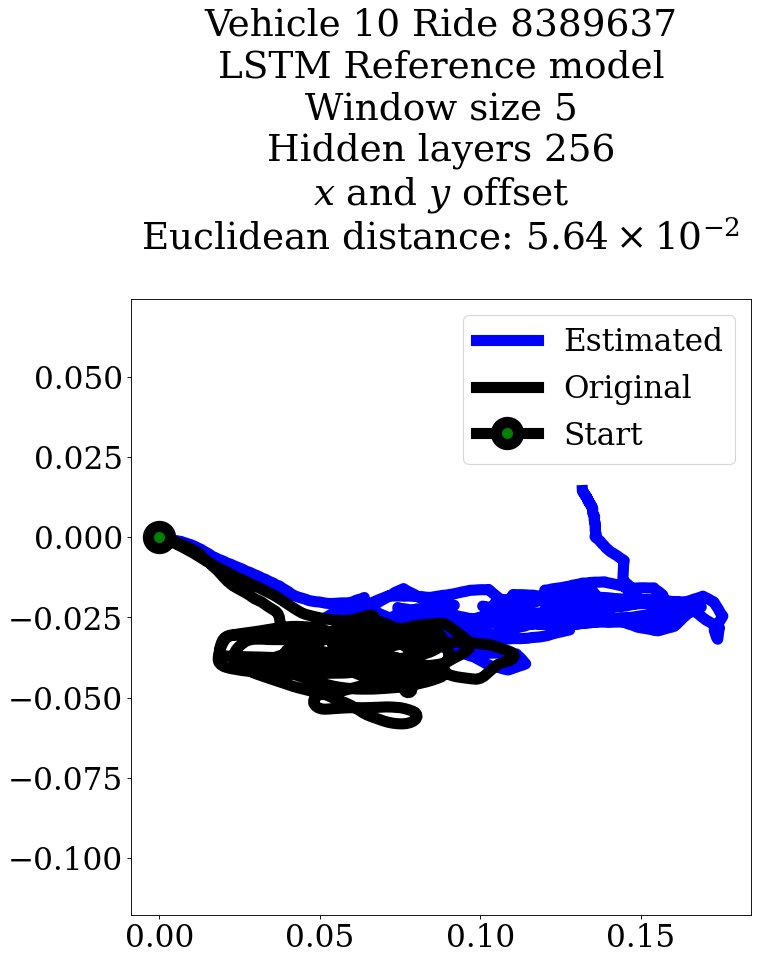 Vehicle 10 Ride 8389637
LSTM Reference model
Window size 5
Hidden layers 256
x and y offset
Euclidean distance: 5.64 × 10⁻²
Estimated
Original
Start
0.050
0.025
0.000
−0.025
−0.050
−0.075
−0.100
0.00 0.05 0.10 0.15